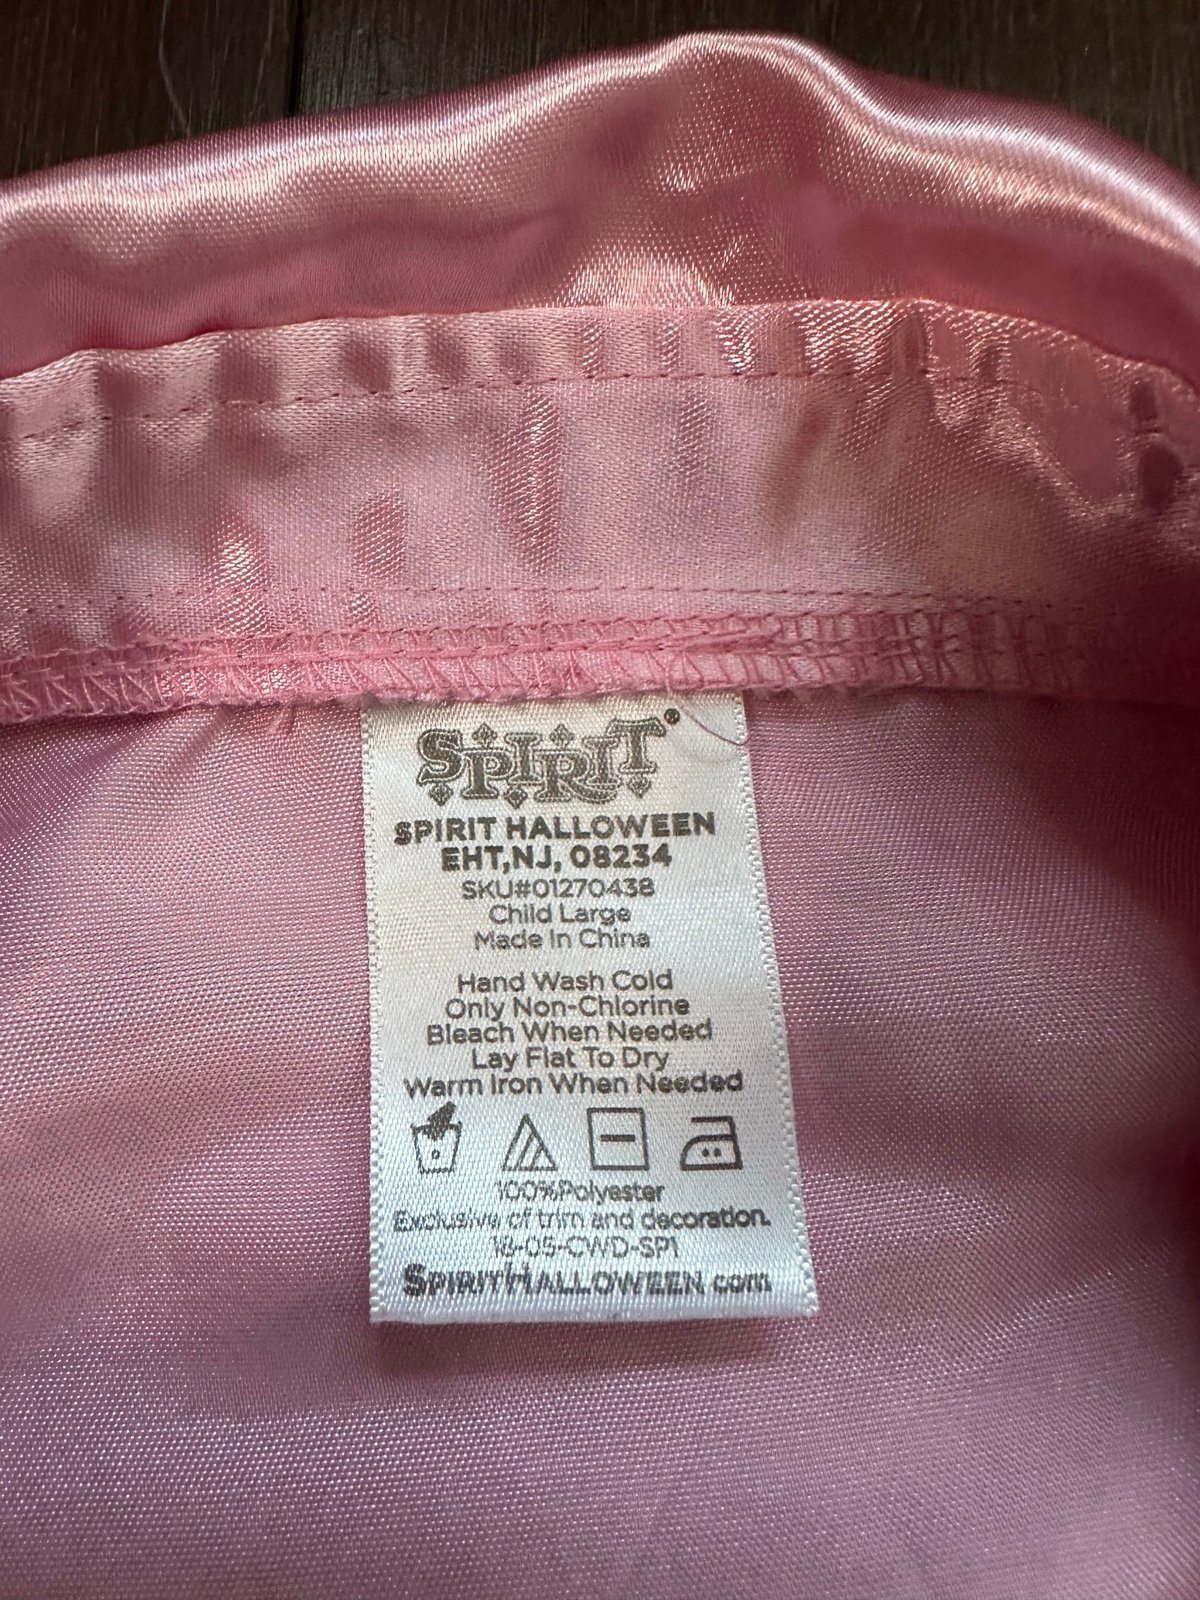 SPIRIT®
SPIRIT HALLOWEEN
EHT,NJ, 08234
SKU#01270438
Child Large
Made In China
Hand Wash Cold
Only Non-Chlorine
Bleach When Needed
Lay Flat To Dry
Warm Iron When Needed
100%Polyester
Exclusive of trim and decoration.
18-05-CWD-SP1
SPIRITHALLOWEEN.com